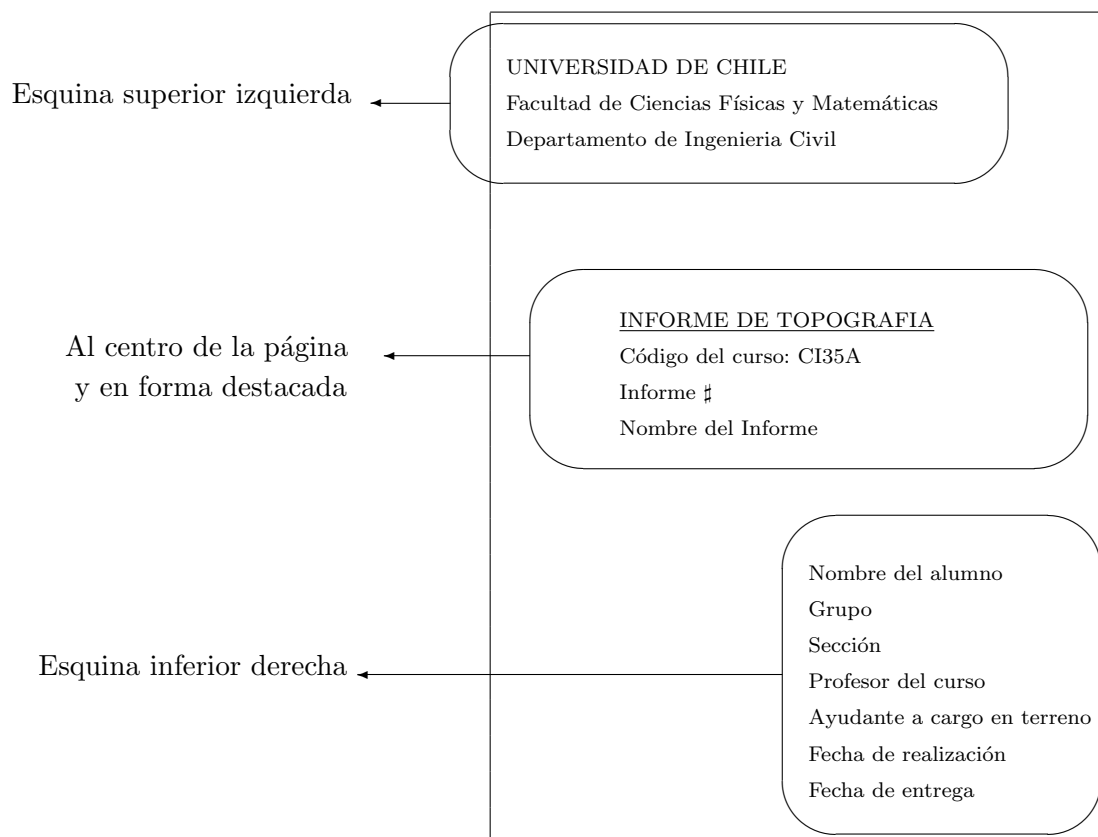 Esquina superior izquierda
UNIVERSIDAD DE CHILE
Facultad de Ciencias Físicas y Matemáticas
Departamento de Ingenieria Civil
Al centro de la página
y en forma destacada
INFORME DE TOPOGRAFIA
Código del curso: CI35A
Informe ♯
Nombre del Informe
Esquina inferior derecha
Nombre del alumno
Grupo
Sección
Profesor del curso
Ayudante a cargo en terreno
Fecha de realización
Fecha de entrega